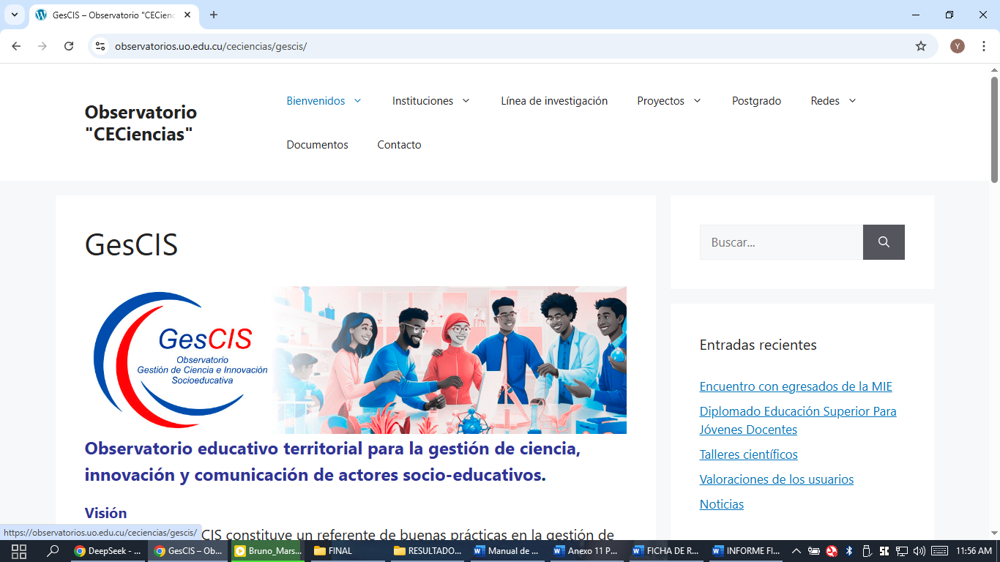 GesCIS – Observatorio "CECienc
observatorios.uo.edu.cu/ceciencias/gescis/
Y
Observatorio
"CECiencias"
Bienvenidos
Instituciones
Línea de investigación
Proyectos
Postgrado
Redes
Documentos
Contacto
GesCIS
GesCIS
Observatorio
Gestión de Ciencia e Innovación
Socioeducativa
Observatorio educativo territorial para la gestión de ciencia,
innovación y comunicación de actores socio-educativos.
Visión
CIS constituye un referente de buenas prácticas en la gestión de
Buscar...
Entradas recientes
Encuentro con egresados de la MIE
Diplomado Educación Superior Para
Jóvenes Docentes
Talleres científicos
Valoraciones de los usuarios
Noticias
https://observatorios.uo.edu.cu/ceciencias/gescis/
DeepSeek - ...
GesCIS – Ob...
Bruno_Mars...
FINAL
RESULTADO...
Manual de ...
Anexo 11 P...
FICHA DE R...
INFORME FI...
11:56 AM